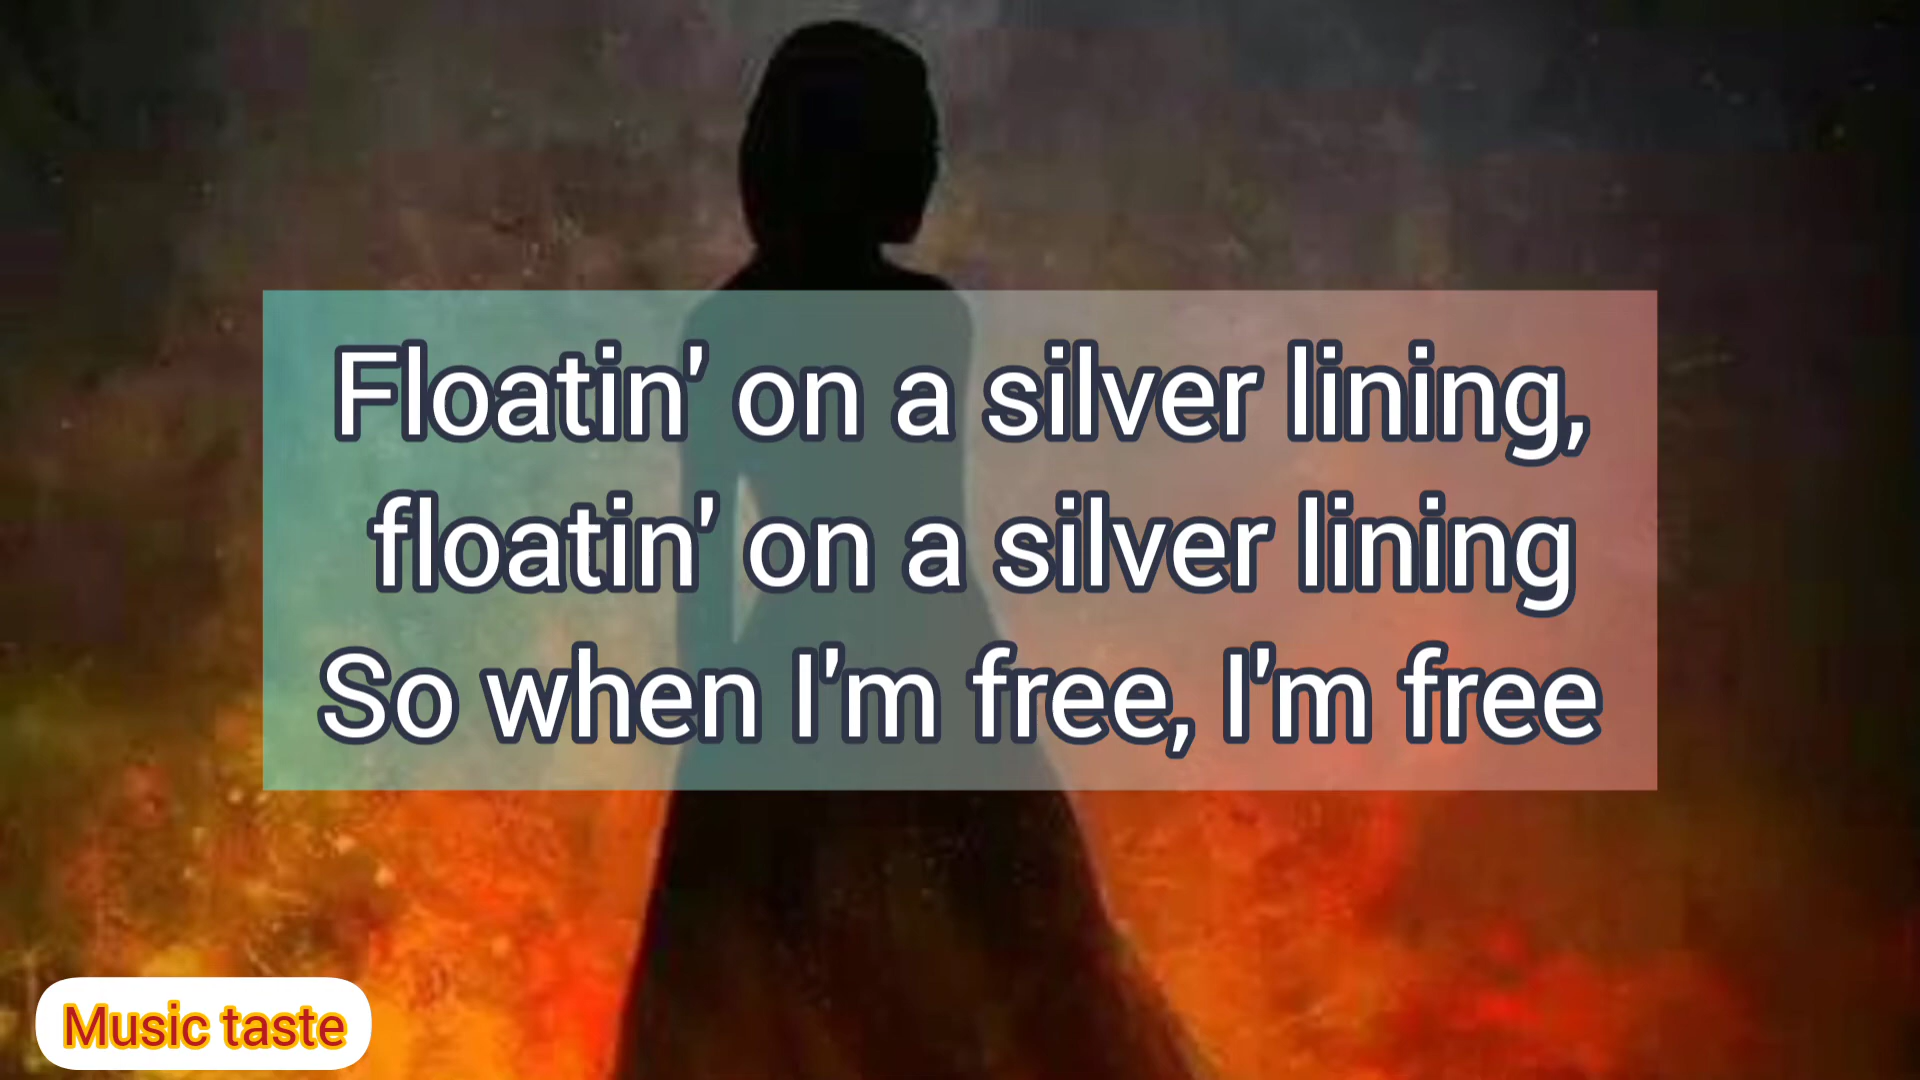 Floatin' on a silver lining,
floatin' on a silver lining
So when I'm free, I'm free
Music taste